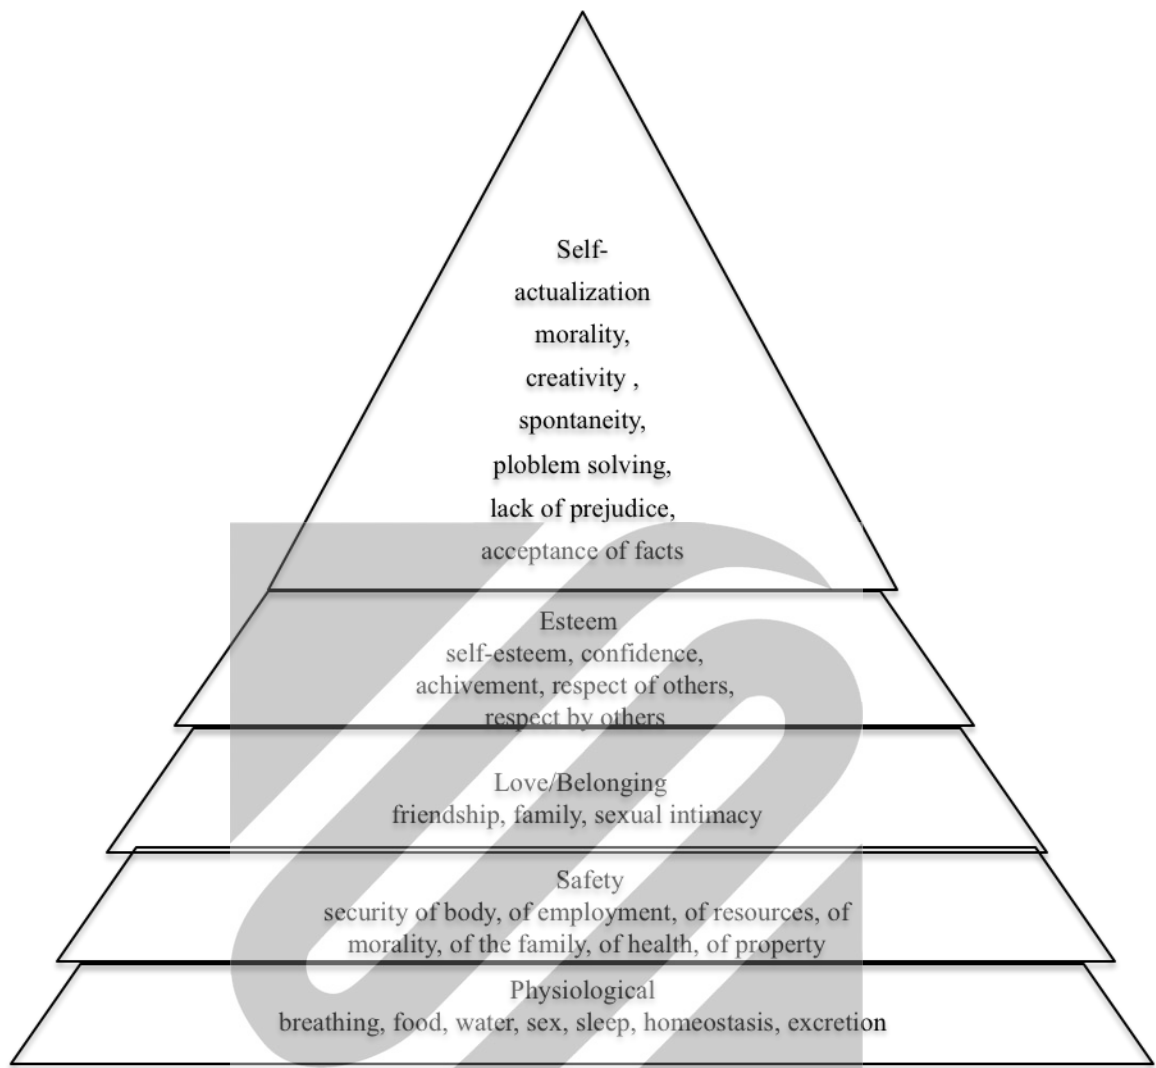 Self-
actualization
morality,
creativity ,
spontaneity,
ploblem solving,
lack of prejudice,
acceptance of facts
Esteem
self-esteem, confidence,
achivement, respect of others,
respect by others
Love/Belonging
friendship, family, sexual intimacy
Safety
security of body, of employment, of resources, of
morality, of the family, of health, of property
Physiological
breathing, food, water, sex, sleep, homeostasis, excretion